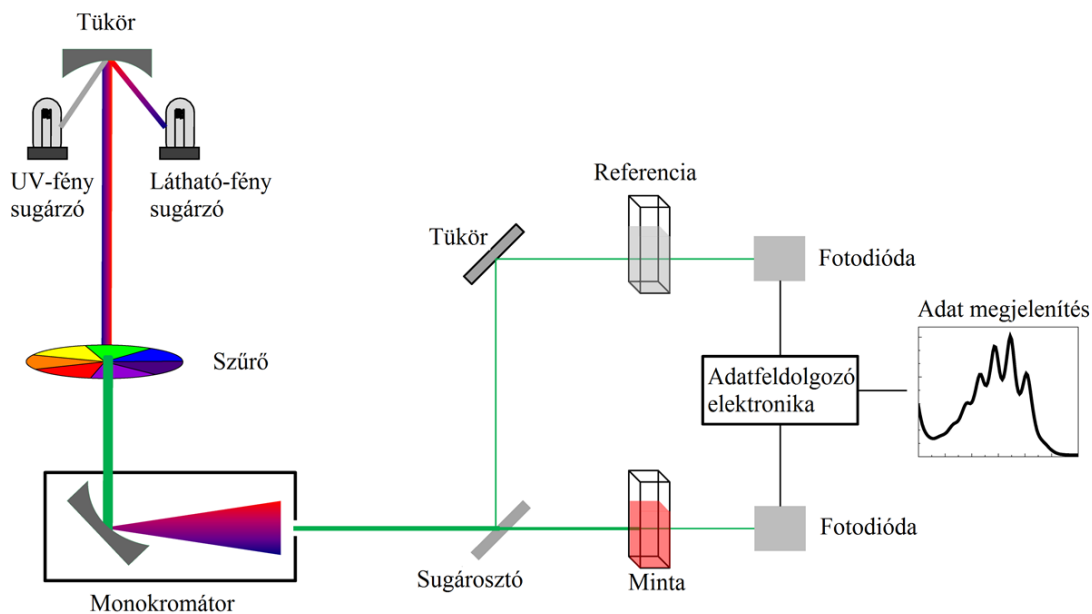 Tükör
UV-fény
sugárzó
Látható-fény
sugárzó
Szűrő
Monokromátor
Sugárosztó
Tükör
Referencia
Minta
Fotodióda
Adatfeldolgozó
elektronika
Fotodióda
Adat megjelenítés